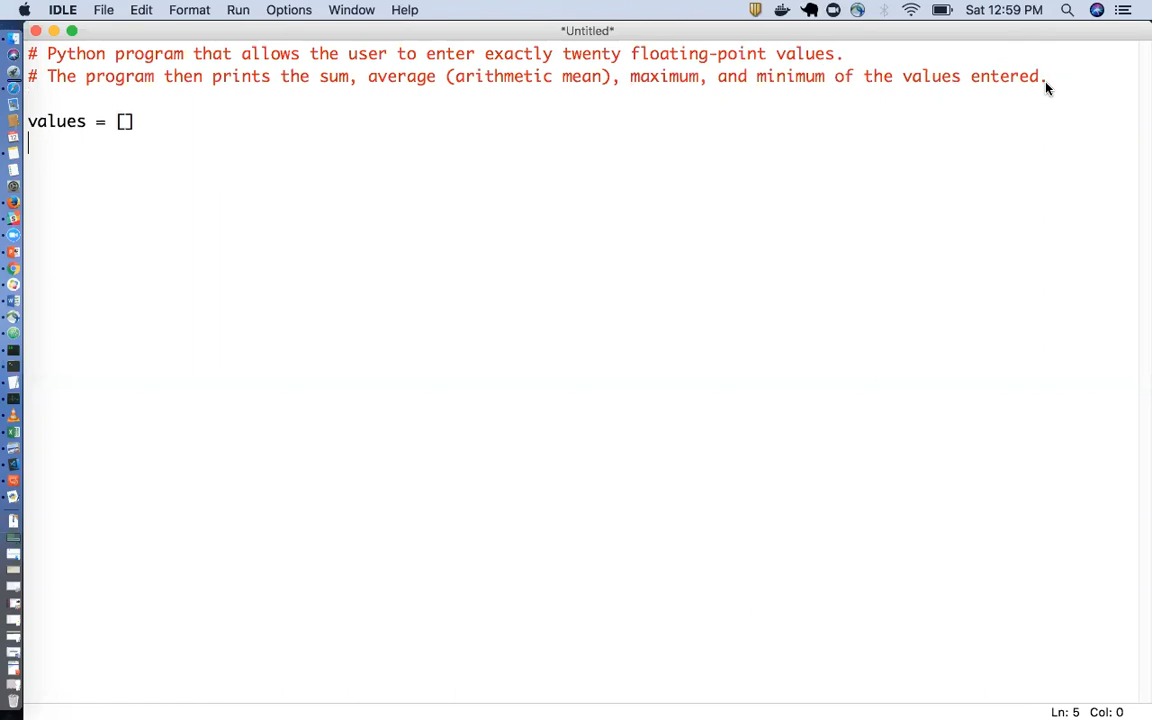 IDLE File Edit Format Run Options Window Help Sat 12:59 PM
*Untitled*
# Python program that allows the user to enter exactly twenty floating-point values.
# The program then prints the sum, average (arithmetic mean), maximum, and minimum of the values entered.
values = []
Ln: 5 Col: 0